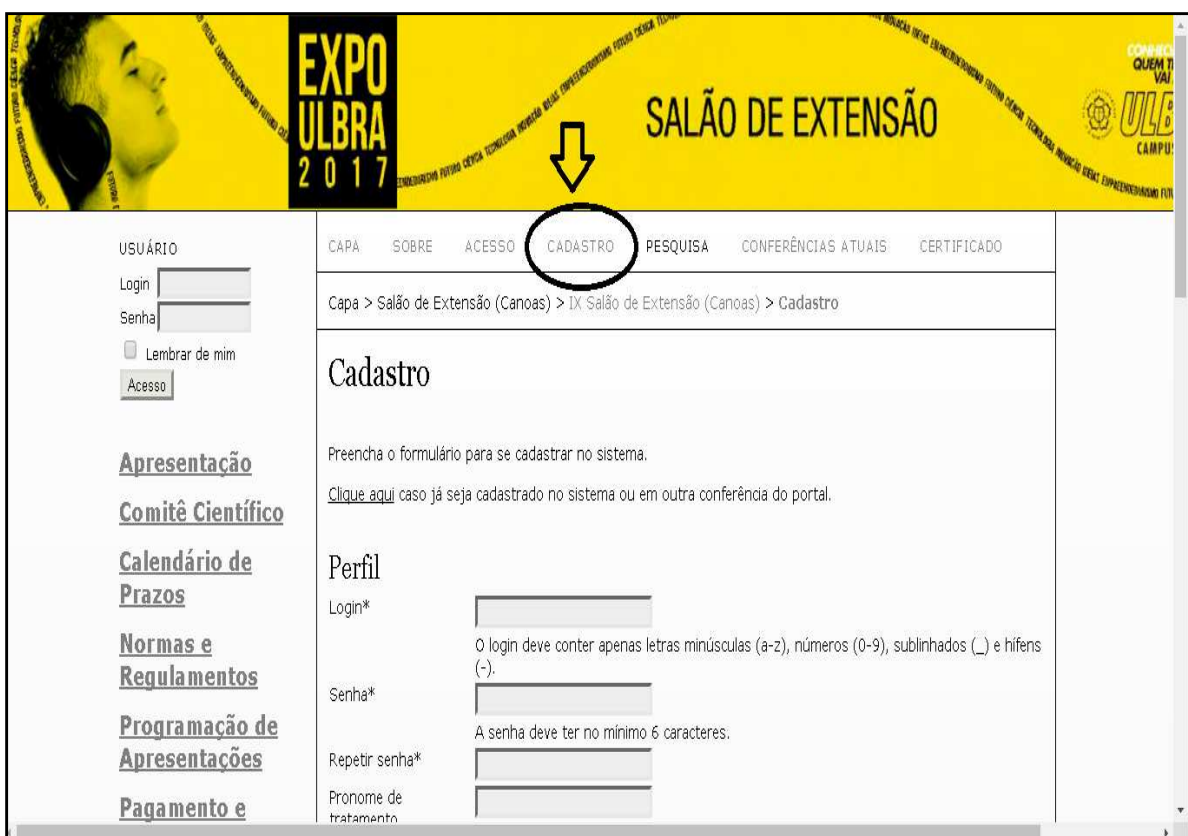 EXPO
ULBRA
2017
SALÃO DE EXTENSÃO
QUEM
VAI
CAMPUS
USUÁRIO
Login
Senha
Lembrar de mim
Acesso
Apresentação
Comitê Científico
Calendário de
Prazos
Normas e
Regulamentos
Programação de
Apresentações
Pagamento e
CAPA SOBRE ACESSO CADASTRO PESQUISA CONFERÊNCIAS ATUAIS CERTIFICADO
Capa > Salão de Extensão (Canoas) > IX Salão de Extensão (Canoas) > Cadastro
Cadastro
Preencha o formulário para se cadastrar no sistema.
Clique aqui caso já seja cadastrado no sistema ou em outra conferência do portal.
Perfil
Login*
O login deve conter apenas letras minúsculas (a-z), números (0-9), sublinhados (_) e hífens
(-).
Senha*
A senha deve ter no mínimo 6 caracteres.
Repetir senha*
Pronome de
tratamento